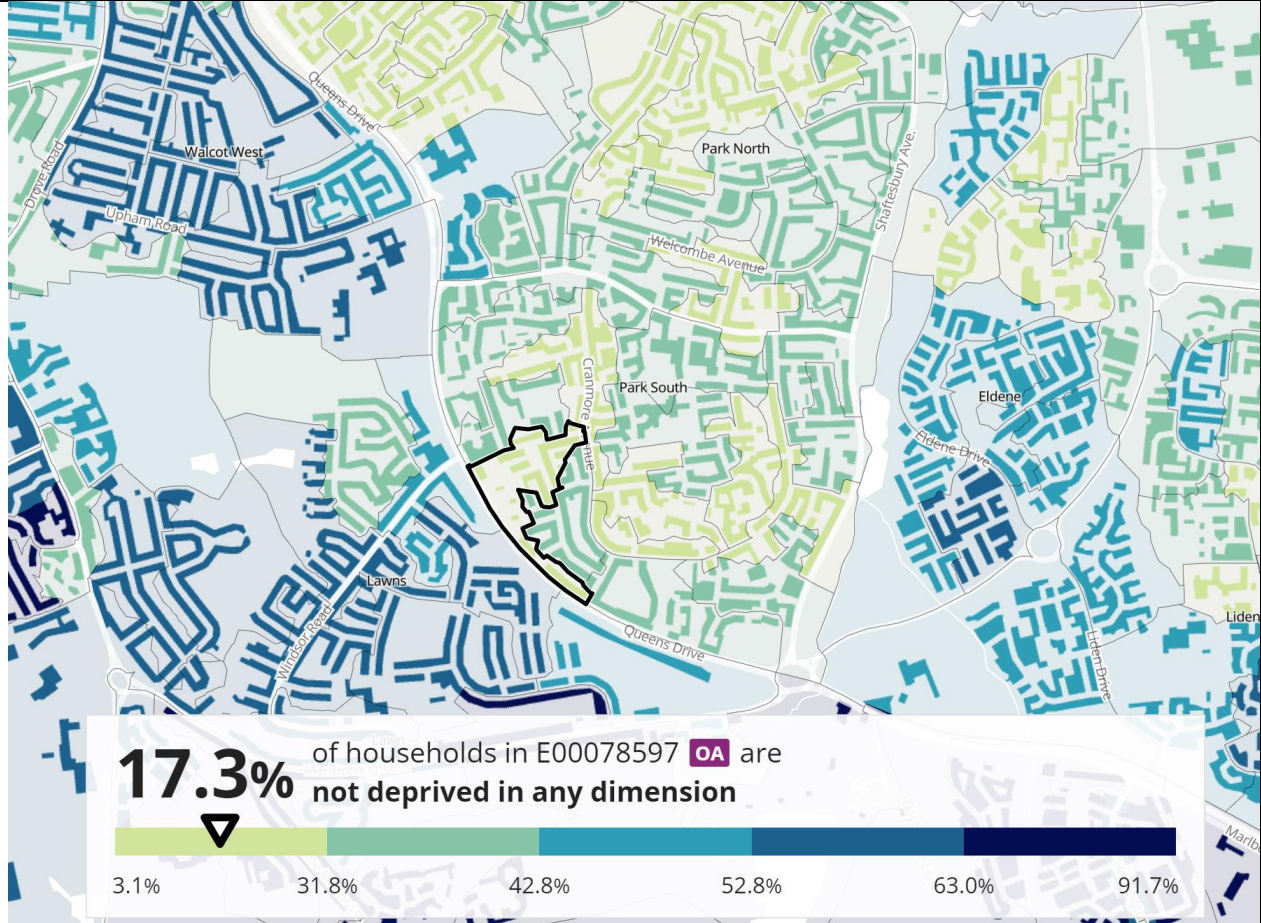 Queens Drive
Walcot West
Park North
Drove Road
Upham Road
Shaftesbury Ave.
Welcombe Avenue
Cranmore Avenue
Park South
Eldene
Eldene Drive
Lawns
Windsor Road
Queens Drive
Liden Drive
Liden
17.3% of households in E00078597 OA are
not deprived in any dimension
3.1% 31.8% 42.8% 52.8% 63.0% 91.7%